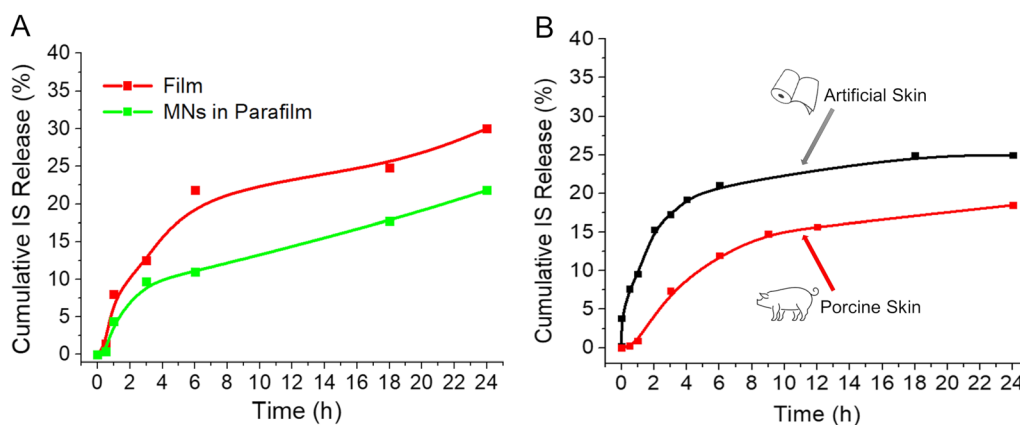 A
Cumulative IS Release (%)
40
35
30
25
20
15
10
5
0
Film
MNs in Parafilm
0 2 4 6 8 10 12 14 16 18 20 22 24
Time (h)
B
Cumulative IS Release (%)
40
35
30
25
20
15
10
5
0
Artificial Skin
Porcine Skin
0 2 4 6 8 10 12 14 16 18 20 22 24
Time (h)